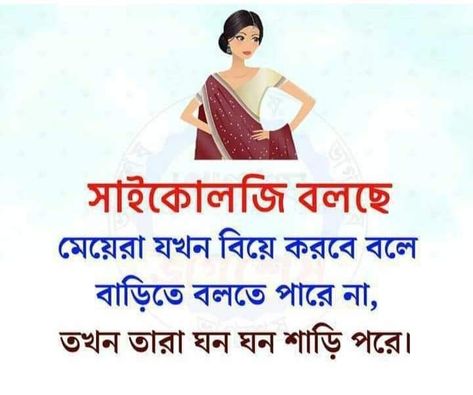 সাইকোলজি বলছে
মেয়েরা যখন বিয়ে করবে বলে
বাড়িতে বলতে পারে না,
তখন তারা ঘন ঘন শাড়ি পরে।